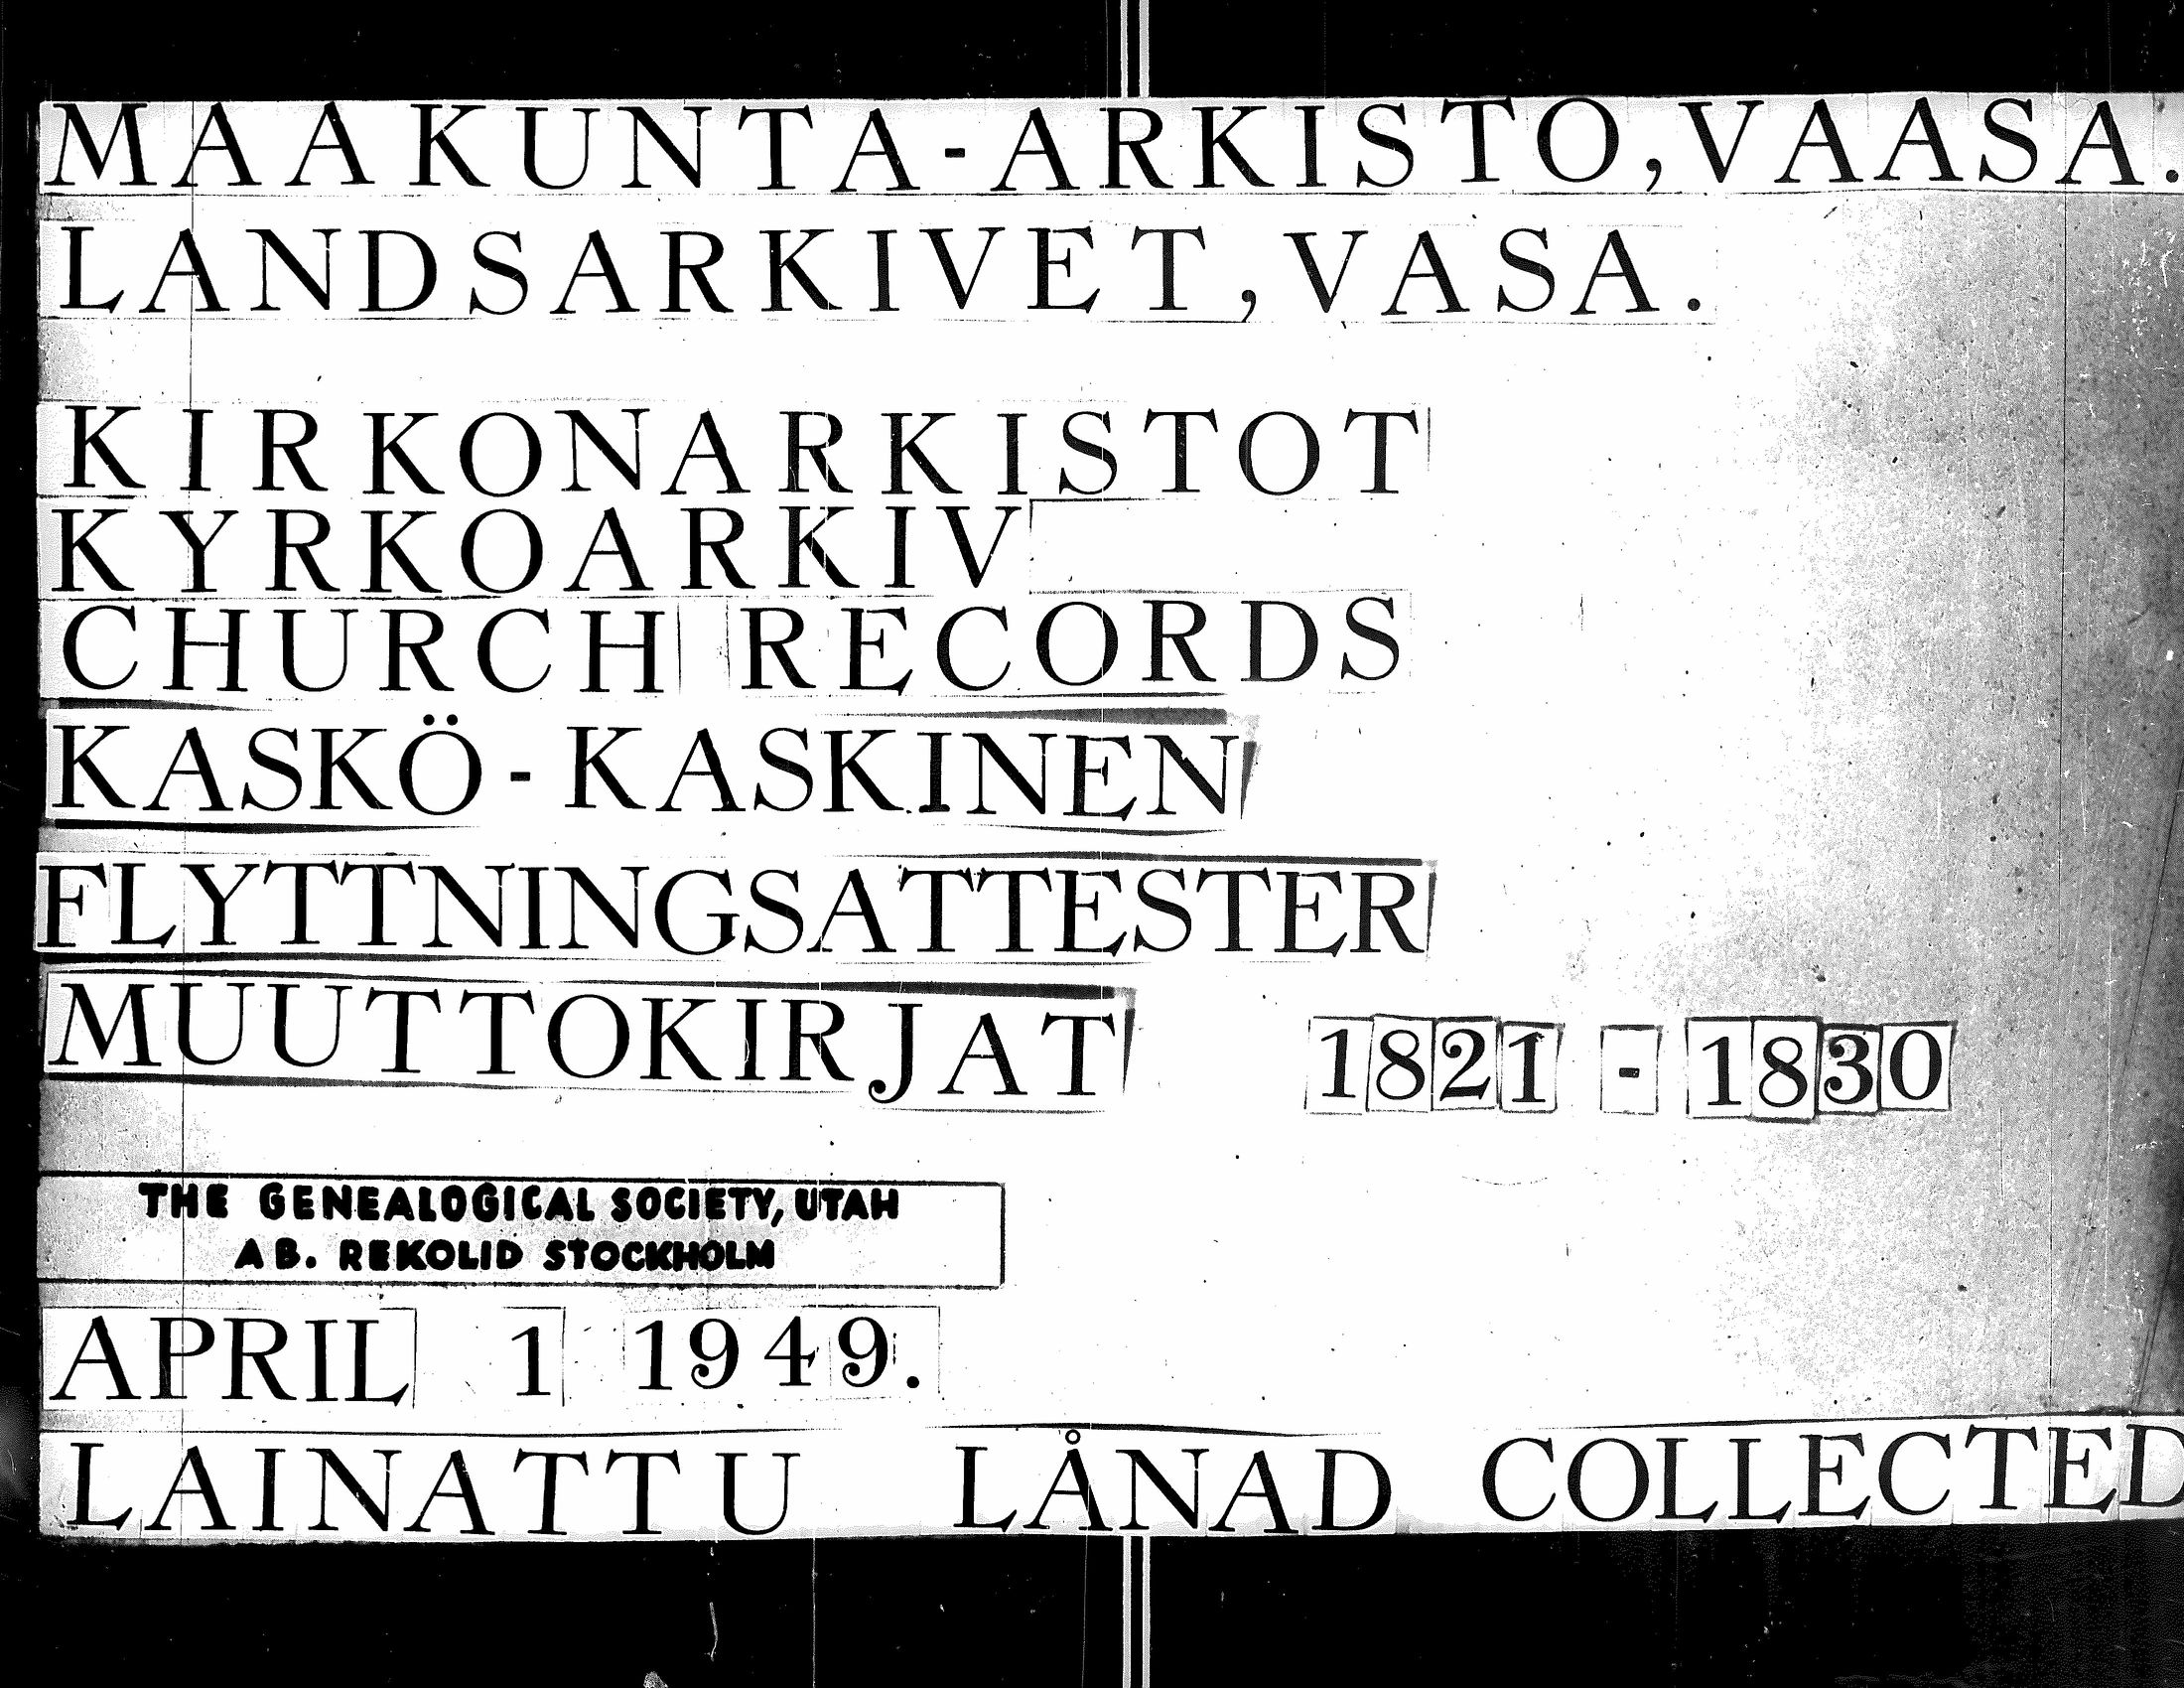 MAAKUNTA-ARKISTO, VAASA.
LANDSARKIVET, VASA.
KIRKONARKISTOT
KYRKOARKIV
CHURCH RECORDS
KASKÖ - KASKINEN
FLYTTNINGSATTESTER
MUUTTOKIRJAT 1821 - 1830
THE GENEALOGICAL SOCIETY, UTAH
AB. REKOLID STOCKHOLM
APRIL 1 1949.
LAINATTU LÅNAD COLLECTED